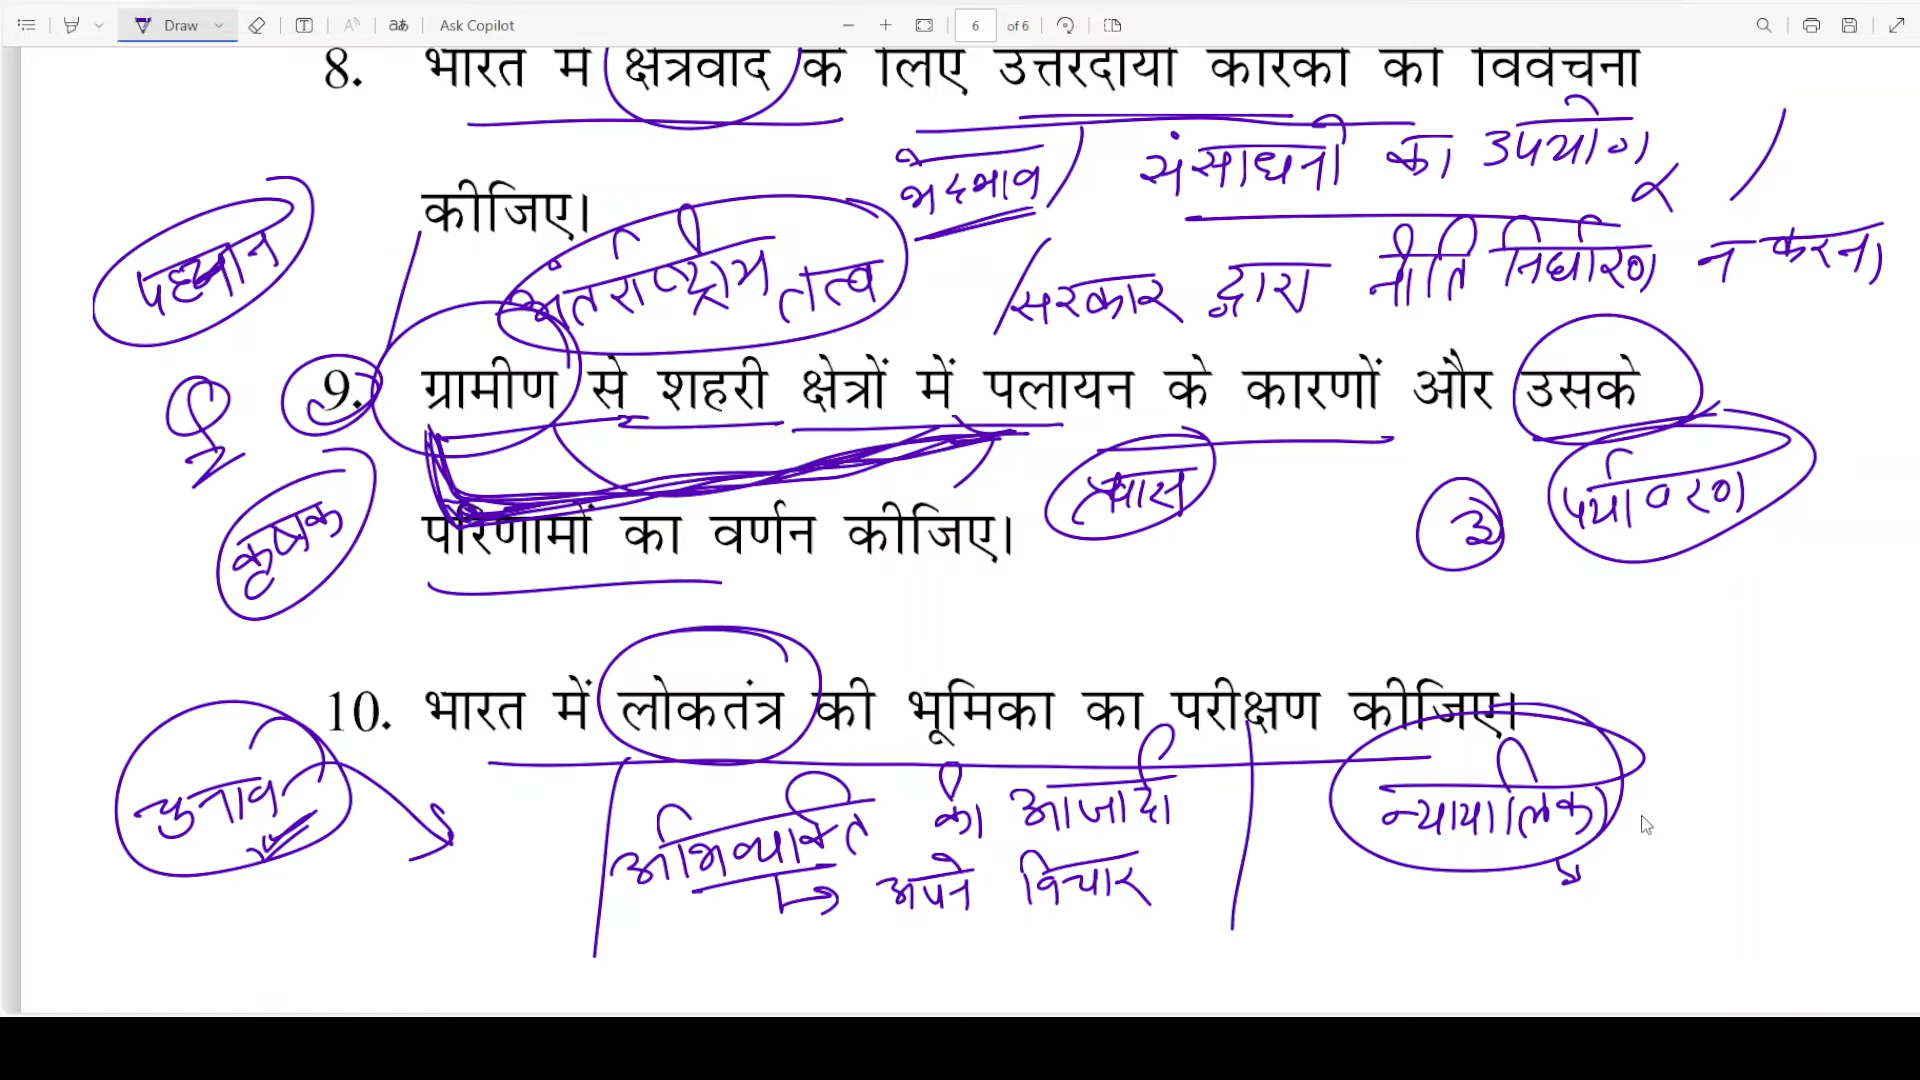 Draw
Ask Copilot
6
of 6
8. भारत में क्षेत्रवाद के लिए उत्तरदायी कारकों की विवेचना
कीजिए।
भेदभाव / संसाधनों का उपयोग
पहचान
अंतर्राष्ट्रीय तत्व
सरकार द्वारा नीति निर्धारण न करना
9. ग्रामीण से शहरी क्षेत्रों में पलायन के कारणों और उसके
पर्यावरण
कृषक
परिणामों का वर्णन कीजिए।
10. भारत में लोकतंत्र की भूमिका का परीक्षण कीजिए।
चुनाव
अभिव्यक्ति की आजादी
न्यायालिका
→ अपने विचार